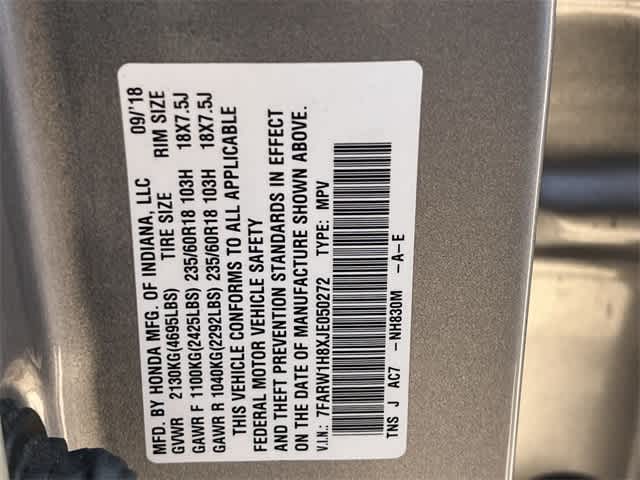 MFD. BY HONDA MFG. OF INDIANA, LLC 09/'18
GVWR 2130KG(4695LBS) TIRE SIZE RIM SIZE
GAWR F 1100KG(2425LBS) 235/60R18 103H 18X7.5J
GAWR R 1040KG(2292LBS) 235/60R18 103H 18X7.5J
THIS VEHICLE CONFORMS TO ALL APPLICABLE
FEDERAL MOTOR VEHICLE SAFETY
AND THEFT PREVENTION STANDARDS IN EFFECT
ON THE DATE OF MANUFACTURE SHOWN ABOVE.
V.I.N.: 7FARW1H8XJE050272 TYPE: MPV
TNS J AC7 -NH830M -A-E